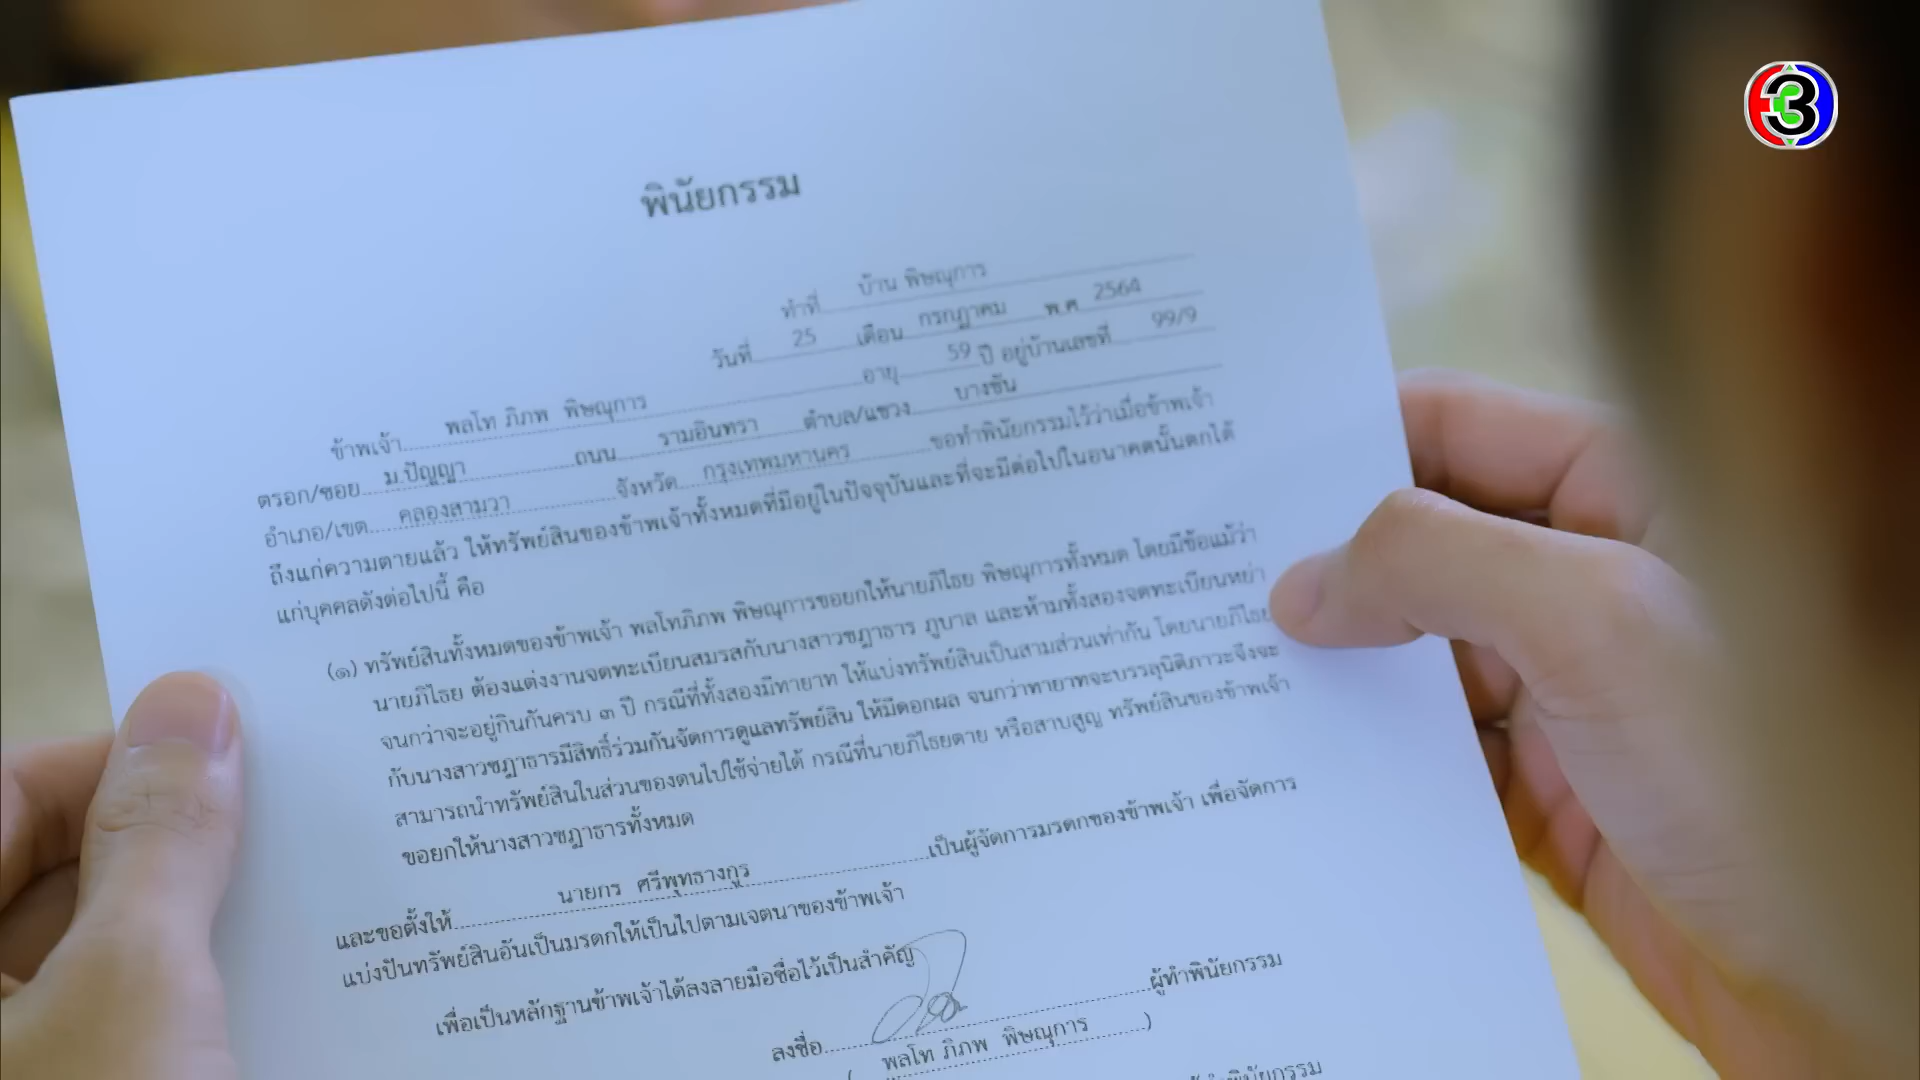 3
พินัยกรรม
ทำที่ บ้าน พิษณุการ
วันที่ 25 เดือน กรกฎาคม พ.ศ 2564
ข้าพเจ้า พลโท ภิภพ พิษณุการ อายุ 59 ปี อยู่บ้านเลขที่ 99/9
ตรอก/ซอย ม.ปัญญา ถนน รามอินทรา ตำบล/แขวง บางชัน
อำเภอ/เขต คลองสามวา จังหวัด กรุงเทพมหานคร ขอทำพินัยกรรมไว้ว่าเมื่อข้าพเจ้า
ถึงแก่ความตายแล้ว ให้ทรัพย์สินของข้าพเจ้าทั้งหมดที่มีอยู่ในปัจจุบันและที่จะมีต่อไปในอนาคตนั้นตกได้
แก่บุคคลดังต่อไปนี้ คือ
(๑) ทรัพย์สินทั้งหมดของข้าพเจ้า พลโทภิภพ พิษณุการขอยกให้นายภิไธย พิษณุการทั้งหมด โดยมีข้อแม้ว่า
นายภิไธย ต้องแต่งงานจดทะเบียนสมรสกับนางสาวชฎาธาร ภูบาล และห้ามทั้งสองจดทะเบียนหย่า
จนกว่าจะอยู่กินกันครบ ๓ ปี กรณีที่ทั้งสองมีทายาท ให้แบ่งทรัพย์สินเป็นสามส่วนเท่ากัน โดยนายภิไธย
กับนางสาวชฎาธารมีสิทธิ์ร่วมกันจัดการดูแลทรัพย์สิน ให้มีดอกผล จนกว่าทายาทจะบรรลุนิติภาวะจึงจะ
สามารถนำทรัพย์สินในส่วนของตนไปใช้จ่ายได้ กรณีที่นายภิไธยตาย หรือสาบสูญ ทรัพย์สินของข้าพเจ้า
ขอยกให้นางสาวชฎาธารทั้งหมด
และขอตั้งให้ นายกร ศรีพุทธางกูร เป็นผู้จัดการมรดกของข้าพเจ้า เพื่อจัดการ
แบ่งปันทรัพย์สินอันเป็นมรดกให้เป็นไปตามเจตนาของข้าพเจ้า
เพื่อเป็นหลักฐานข้าพเจ้าได้ลงลายมือชื่อไว้เป็นสำคัญ
ลงชื่อ ผู้ทำพินัยกรรม
( พลโท ภิภพ พิษณุการ )